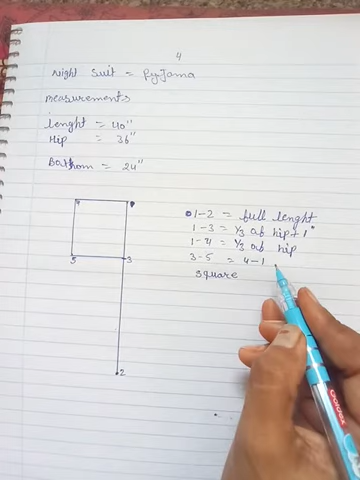 4
Night Suit = Pyjama
measurements
Lenght = 40"
Hip = 36"
Bottom = 24"
1-2 = full lenght
1-3 = 1/3 of hip + 1"
1-4 = 1/3 of hip
3-5 = 4-1
square
4
5
3
2